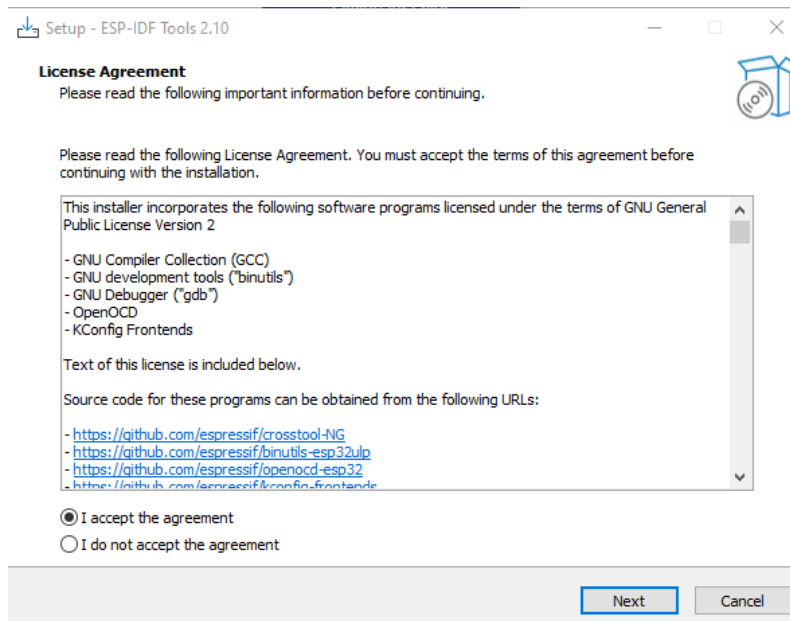 Setup - ESP-IDF Tools 2.10
License Agreement
Please read the following important information before continuing.
Please read the following License Agreement. You must accept the terms of this agreement before
continuing with the installation.
This installer incorporates the following software programs licensed under the terms of GNU General
Public License Version 2
- GNU Compiler Collection (GCC)
- GNU development tools ("binutils")
- GNU Debugger ("gdb")
- OpenOCD
- KConfig Frontends
Text of this license is included below.
Source code for these programs can be obtained from the following URLs:
- https://github.com/espressif/crosstool-NG
- https://github.com/espressif/binutils-esp32ulp
- https://github.com/espressif/openocd-esp32
- https://github.com/espressif/kconfig-frontends
I accept the agreement
I do not accept the agreement
Next
Cancel